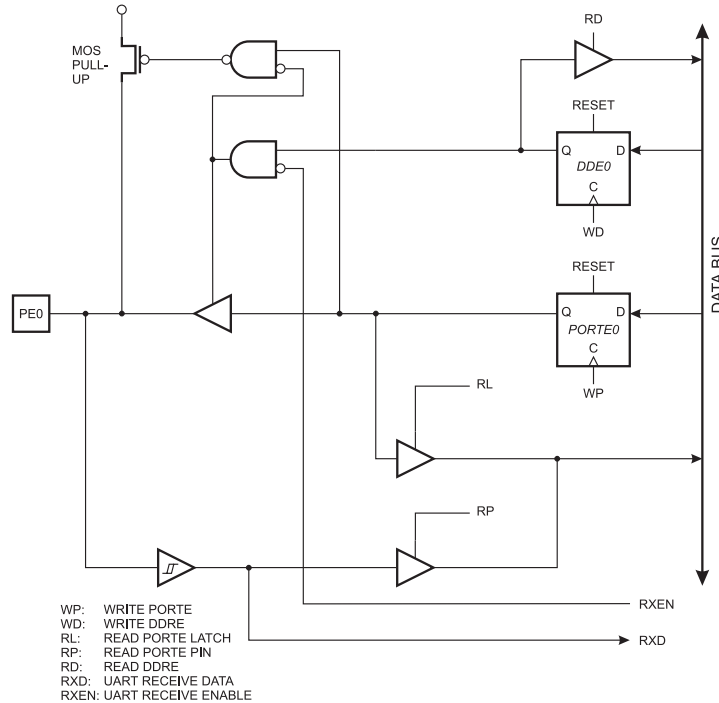 RD
MOS
PULL-
UP
RESET
Q
D
DDE0
C
WD
DATA BUS
RESET
PE0
Q
D
PORTE0
C
WP
RL
RP
RXEN
RXD
WP: WRITE PORTE
WD: WRITE DDRE
RL: READ PORTE LATCH
RP: READ PORTE PIN
RD: READ DDRE
RXD: UART RECEIVE DATA
RXEN: UART RECEIVE ENABLE